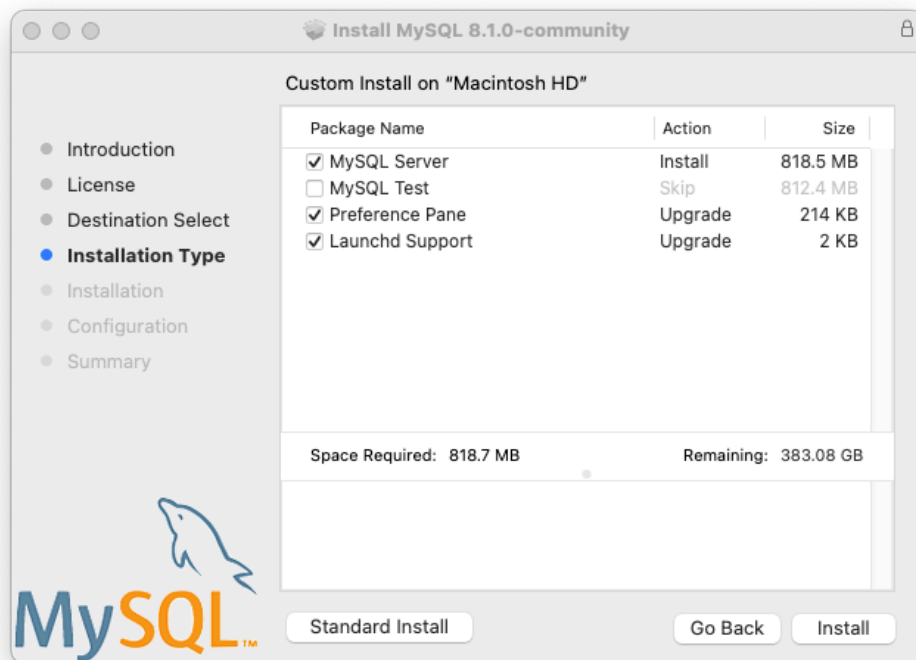 Install MySQL 8.1.0-community
Custom Install on “Macintosh HD”
Introduction
License
Destination Select
Installation Type
Installation
Configuration
Summary
Package Name Action Size
MySQL Server Install 818.5 MB
MySQL Test Skip 812.4 MB
Preference Pane Upgrade 214 KB
Launchd Support Upgrade 2 KB
Space Required: 818.7 MB Remaining: 383.08 GB
MySQL™
Standard Install Go Back Install